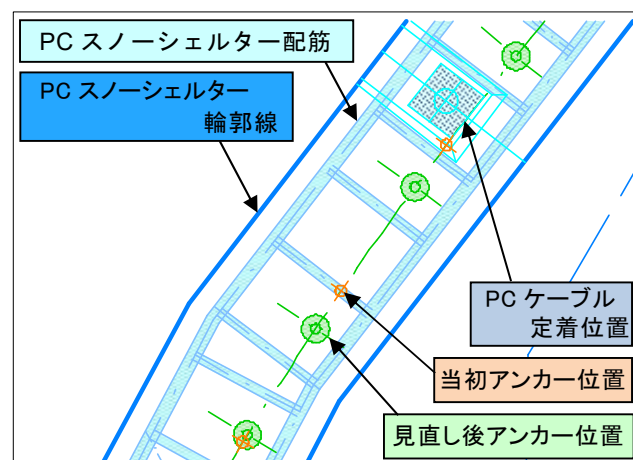 PC スノーシェルター配筋
PC スノーシェルター
輪郭線
PC ケーブル
定着位置
当初アンカー位置
見直し後アンカー位置